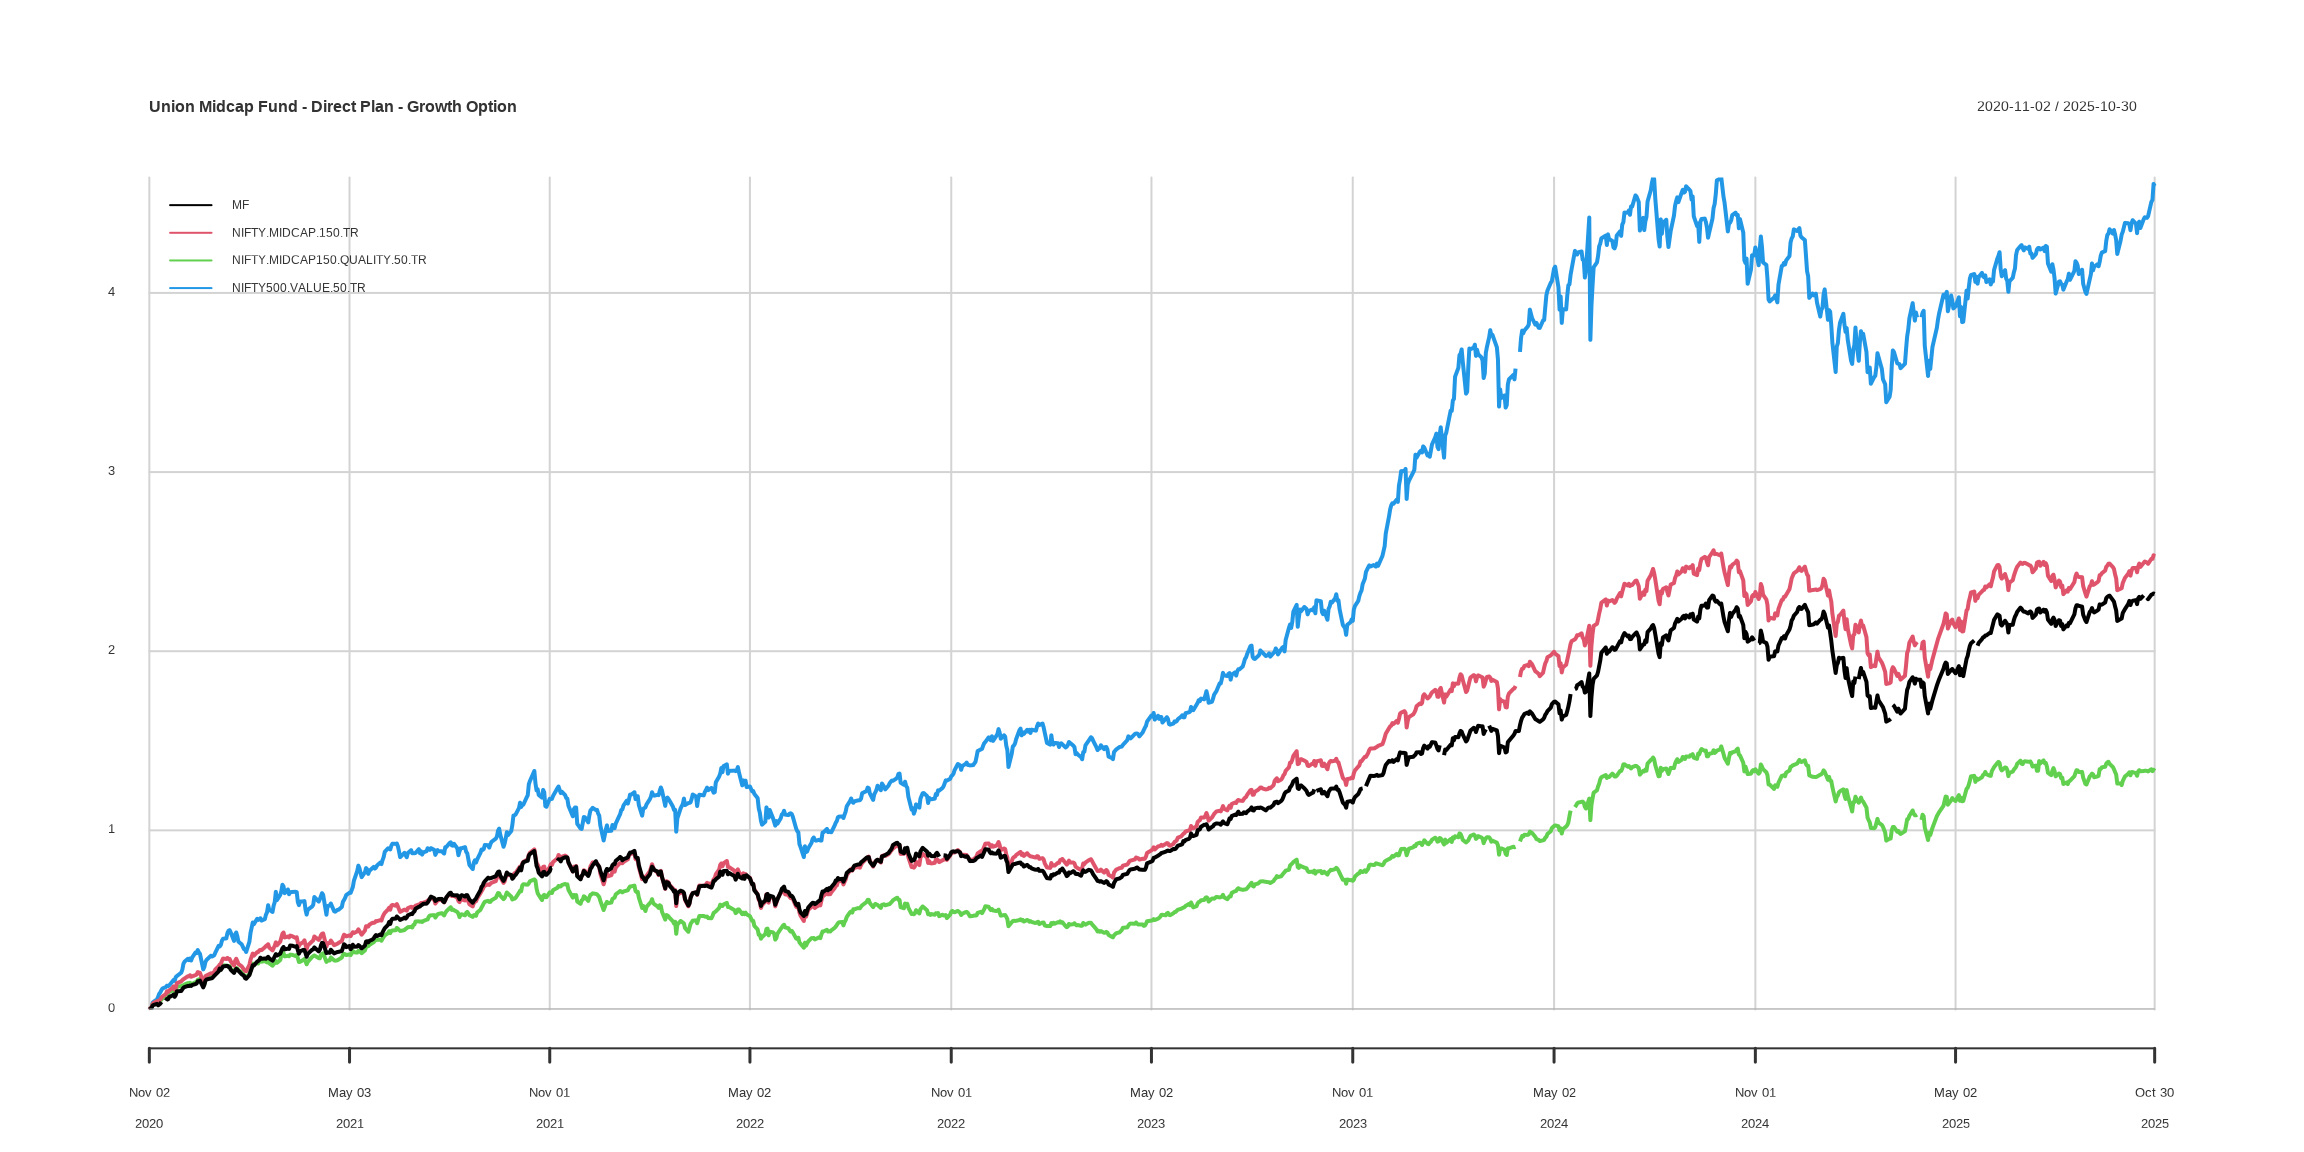 Union Midcap Fund - Direct Plan - Growth Option
2020-11-02 / 2025-10-30
MF
NIFTY.MIDCAP.150.TR
NIFTY.MIDCAP150.QUALITY.50.TR
NIFTY500.VALUE.50.TR
4
3
2
1
0
Nov 02 May 03 Nov 01 May 02 Nov 01 May 02 Nov 01 May 02 Nov 01 May 02 Oct 30
2020 2021 2021 2022 2022 2023 2023 2024 2024 2025 2025